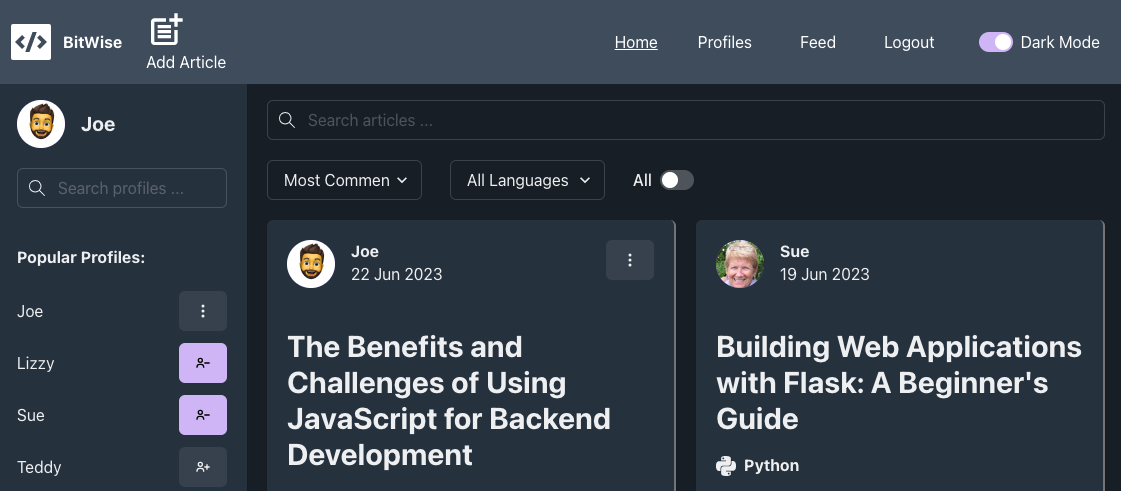 BitWise
Add Article
Home
Profiles
Feed
Logout
Dark Mode
Joe
Search profiles ...
Popular Profiles:
Joe
Lizzy
Sue
Teddy
Search articles ...
Most Commen
All Languages
All
Joe
22 Jun 2023
The Benefits and
Challenges of Using
JavaScript for Backend
Development
Sue
19 Jun 2023
Building Web Applications
with Flask: A Beginner's
Guide
Python